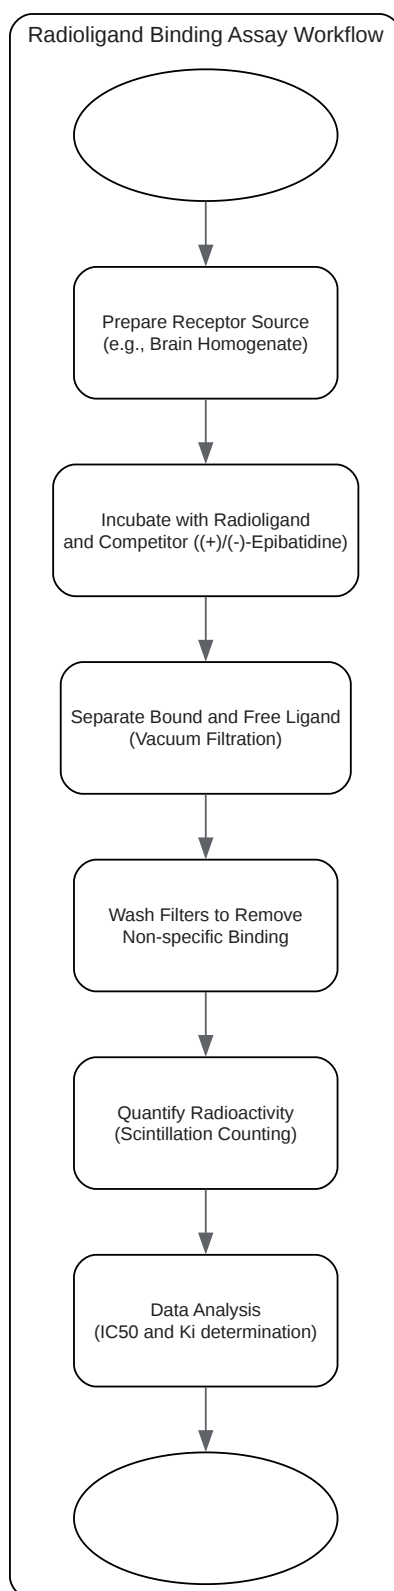 Radioligand Binding Assay Workflow
Prepare Receptor Source
(e.g., Brain Homogenate)
Incubate with Radioligand
and Competitor ((+)/(-)-Epibatidine)
Separate Bound and Free Ligand
(Vacuum Filtration)
Wash Filters to Remove
Non-specific Binding
Quantify Radioactivity
(Scintillation Counting)
Data Analysis
(IC50 and Ki determination)